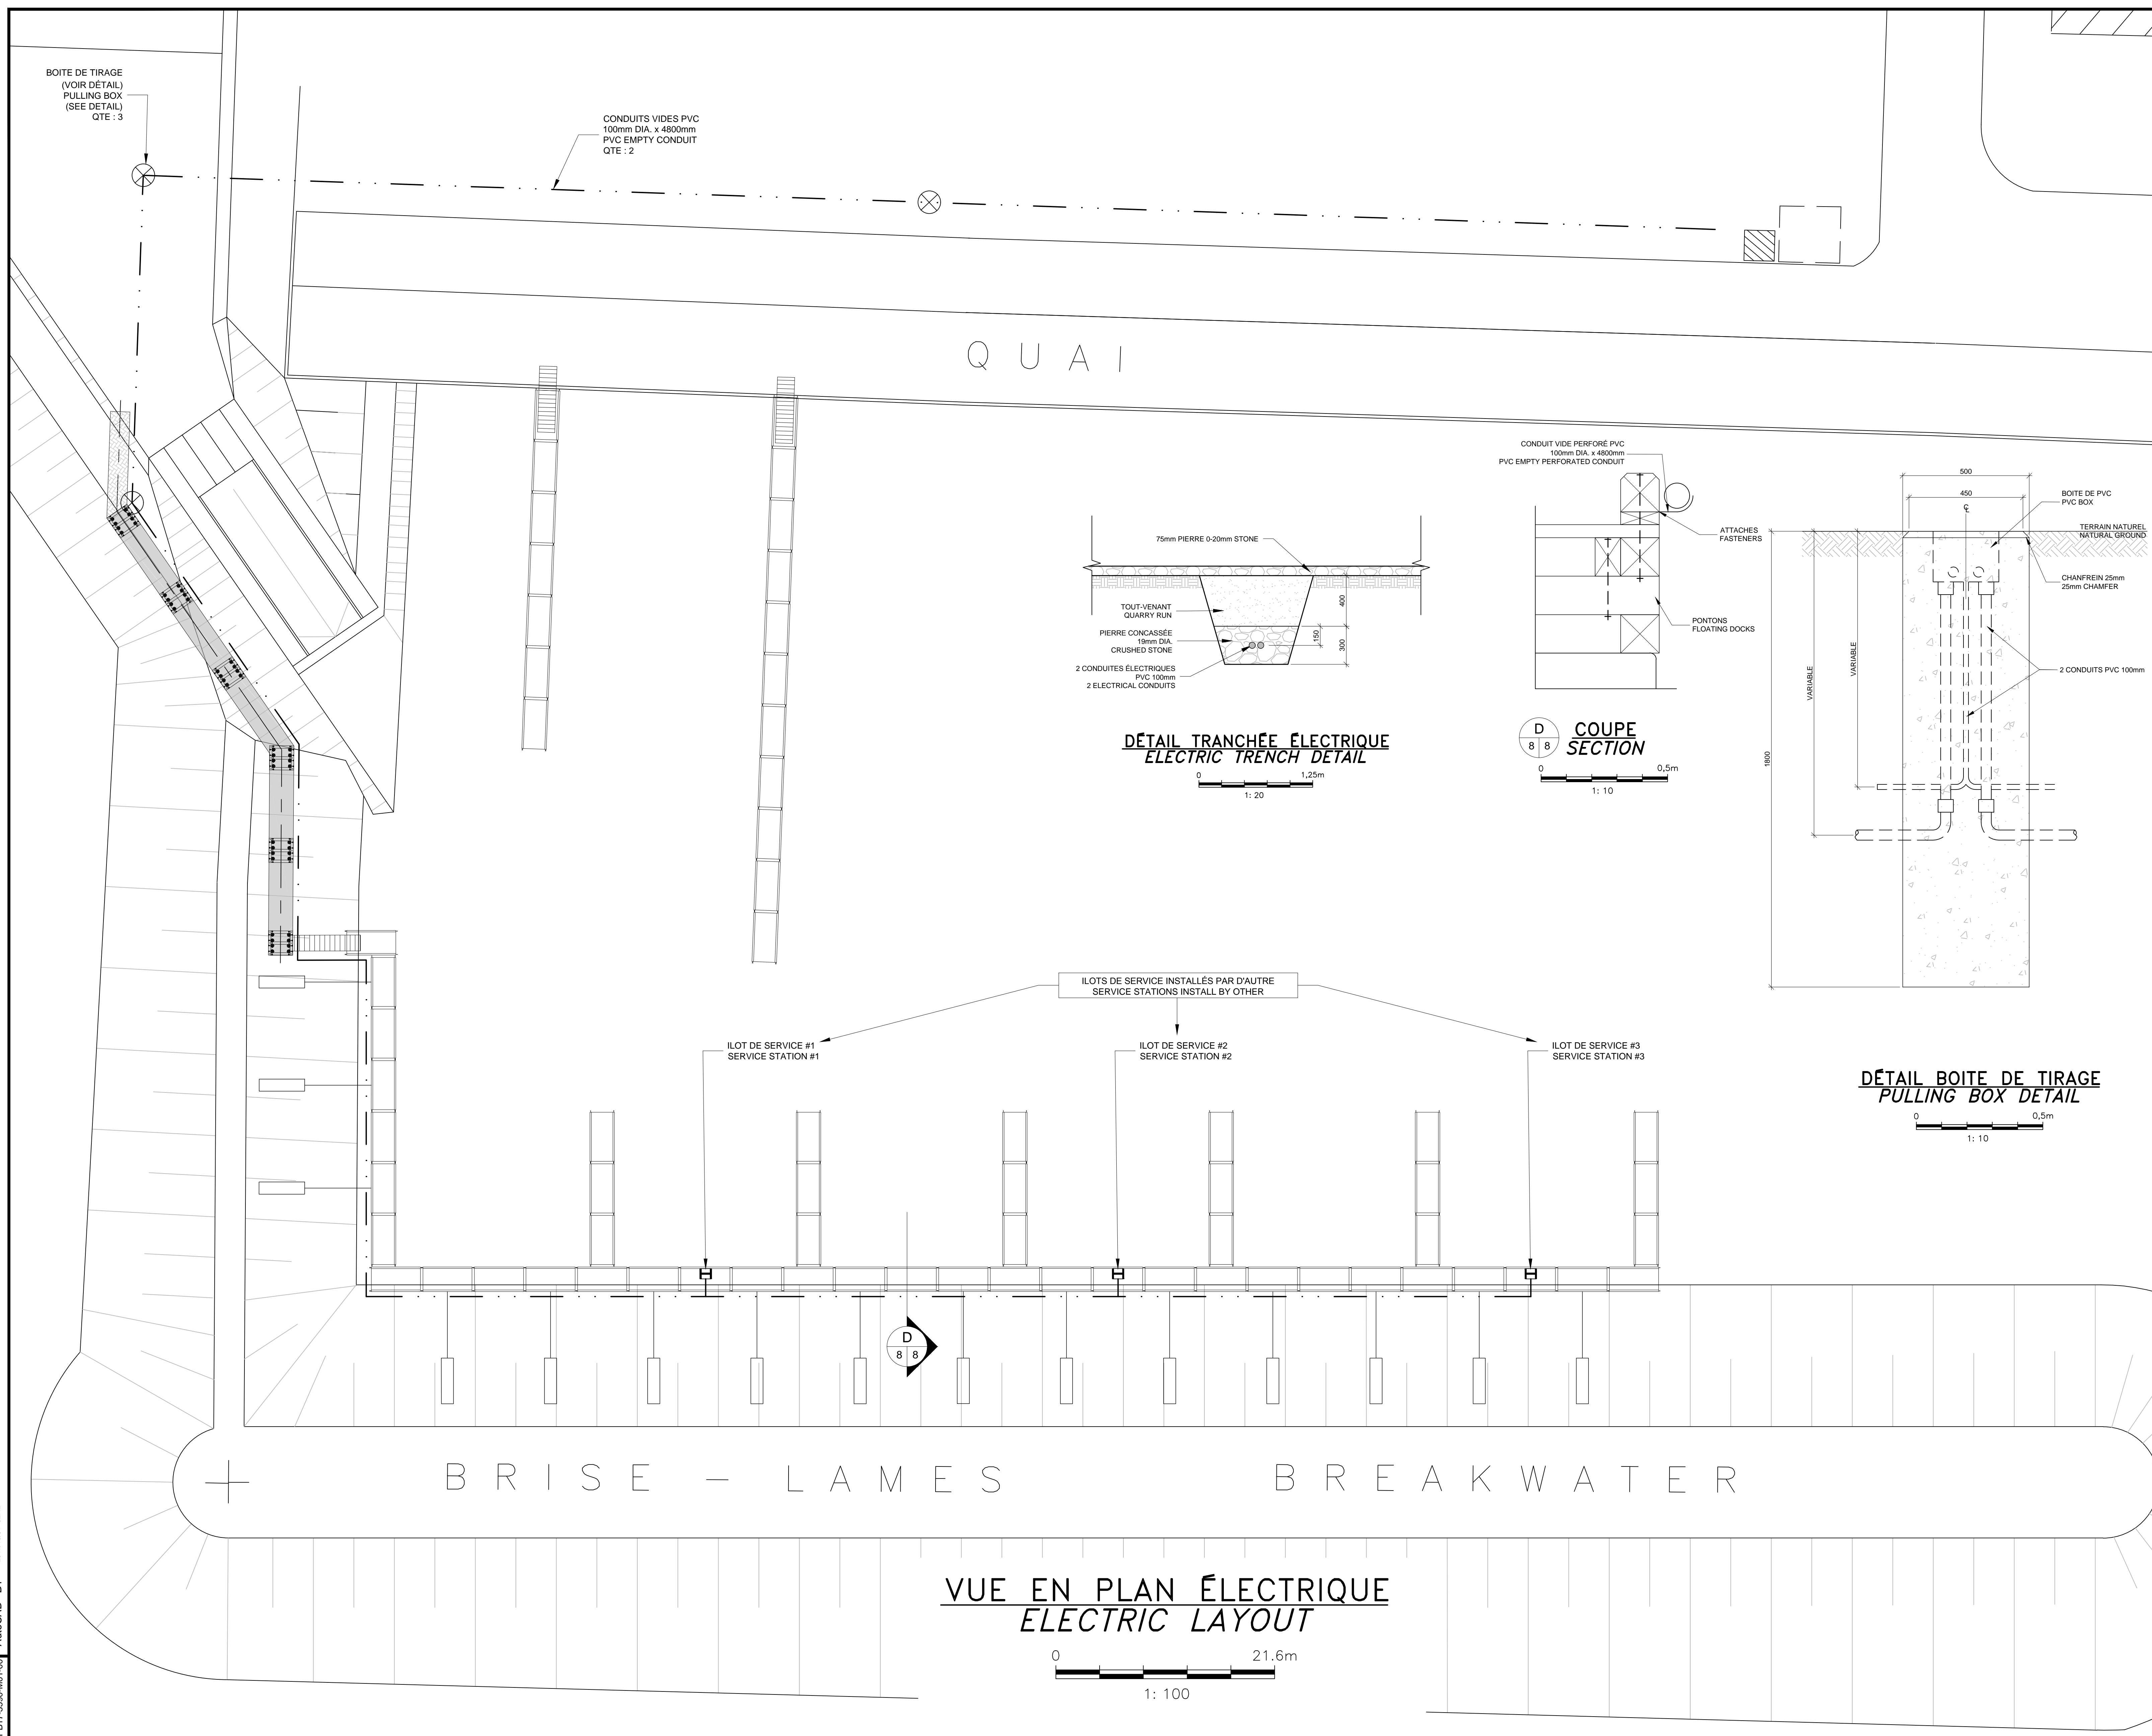 BOITE DE TIRAGE
(VOIR DÉTAIL)
PULLING BOX
(SEE DETAIL)
QTE : 3
CONDUITS VIDES PVC
100mm DIA. x 4800mm
PVC EMPTY CONDUIT
QTE : 2
QUAI
75mm PIERRE 0-20mm STONE
TOUT-VENANT
QUARRY RUN
PIERRE CONCASSÉE
19mm DIA.
CRUSHED STONE
2 CONDUITES ÉLECTRIQUES
PVC 100mm
2 ELECTRICAL CONDUITS
400
150
300
DÉTAIL TRANCHÉE ÉLECTRIQUE
ELECTRIC TRENCH DETAIL
0 1,25m
1: 20
CONDUIT VIDE PERFORÉ PVC
100mm DIA. x 4800mm
PVC EMPTY PERFORATED CONDUIT
ATTACHES
FASTENERS
PONTONS
FLOATING DOCKS
D
8 8
COUPE
SECTION
0 0,5m
1: 10
500
450
BOITE DE PVC
PVC BOX
TERRAIN NATUREL
NATURAL GROUND
CHANFREIN 25mm
25mm CHAMFER
VARIABLE
VARIABLE
1800
2 CONDUITS PVC 100mm
DÉTAIL BOITE DE TIRAGE
PULLING BOX DETAIL
0 0,5m
1: 10
ILOTS DE SERVICE INSTALLÉS PAR D'AUTRE
SERVICE STATIONS INSTALL BY OTHER
ILOT DE SERVICE #1
SERVICE STATION #1
ILOT DE SERVICE #2
SERVICE STATION #2
ILOT DE SERVICE #3
SERVICE STATION #3
D
8 8
BRISE - LAMES BREAKWATER
VUE EN PLAN ÉLECTRIQUE
ELECTRIC LAYOUT
0 21.6m
1: 100